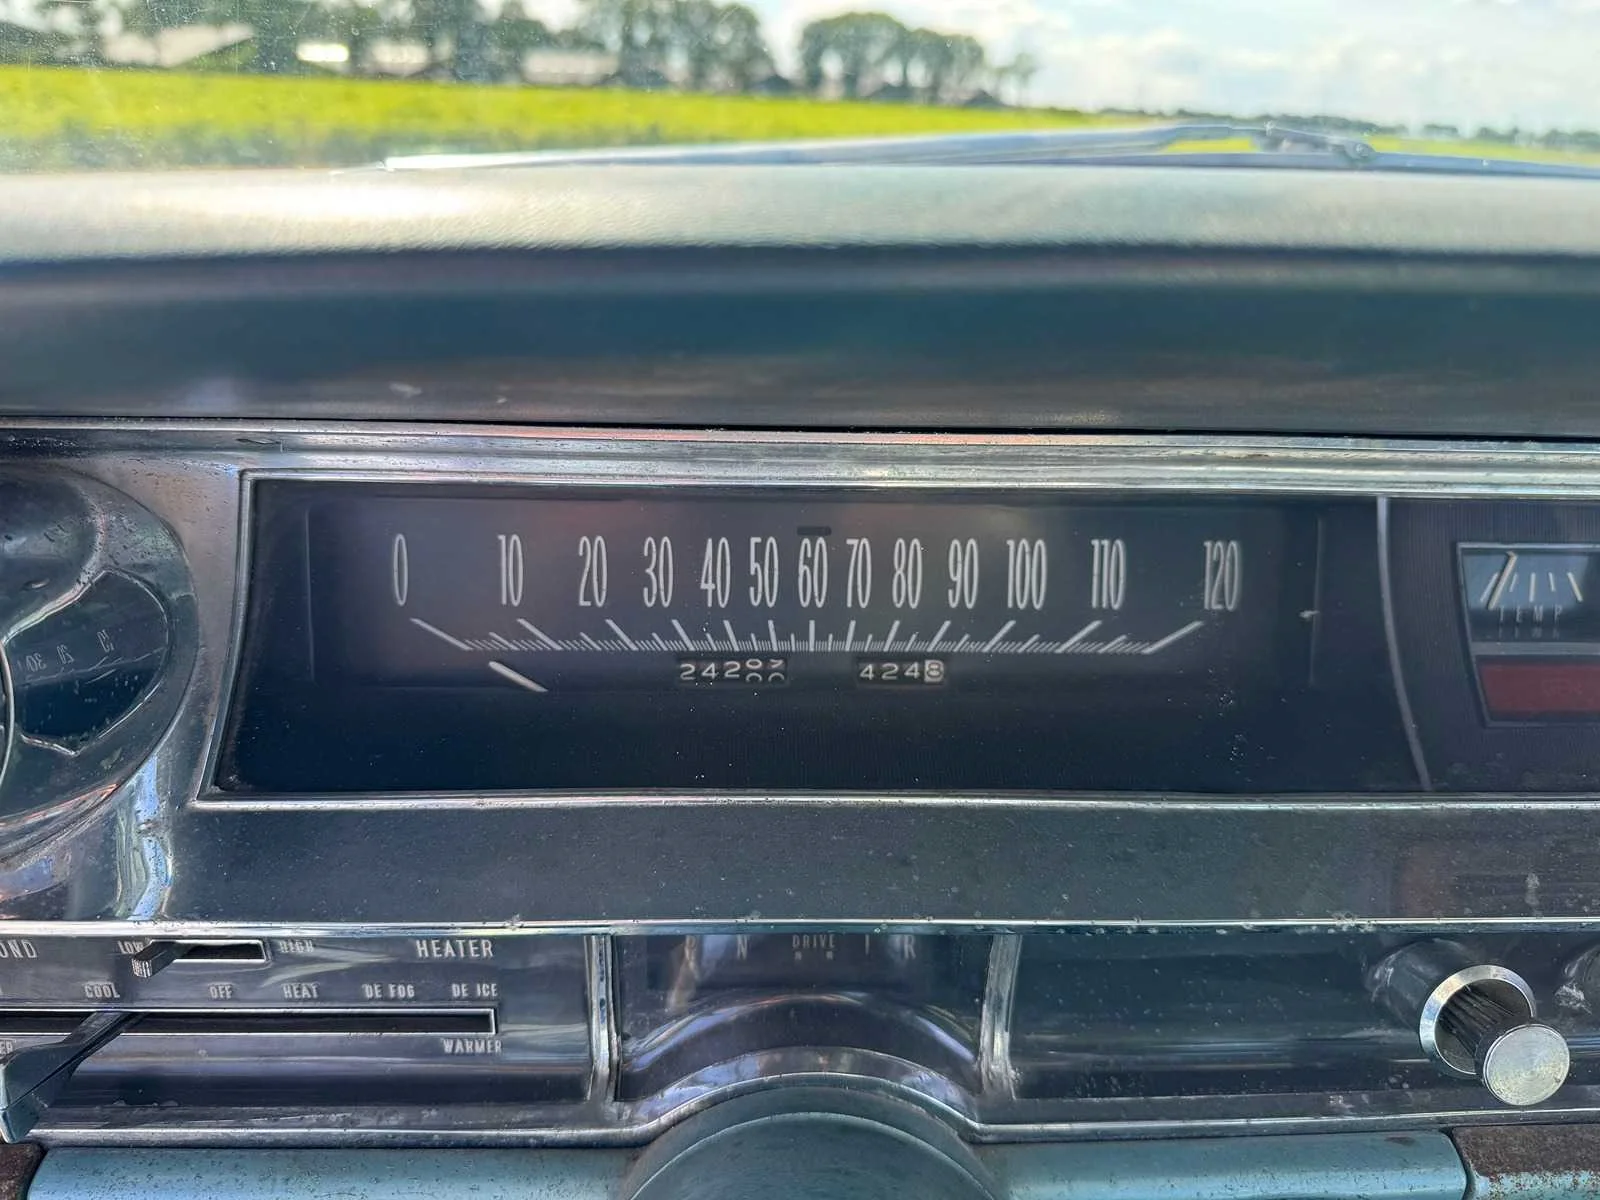 0 10 20 30 40 50 60 70 80 90 100 110 120
TEMP
4248
LOW HIGH HEATER
COOL OFF HEAT DE FOG DE ICE
WARMER
N DRIVE R